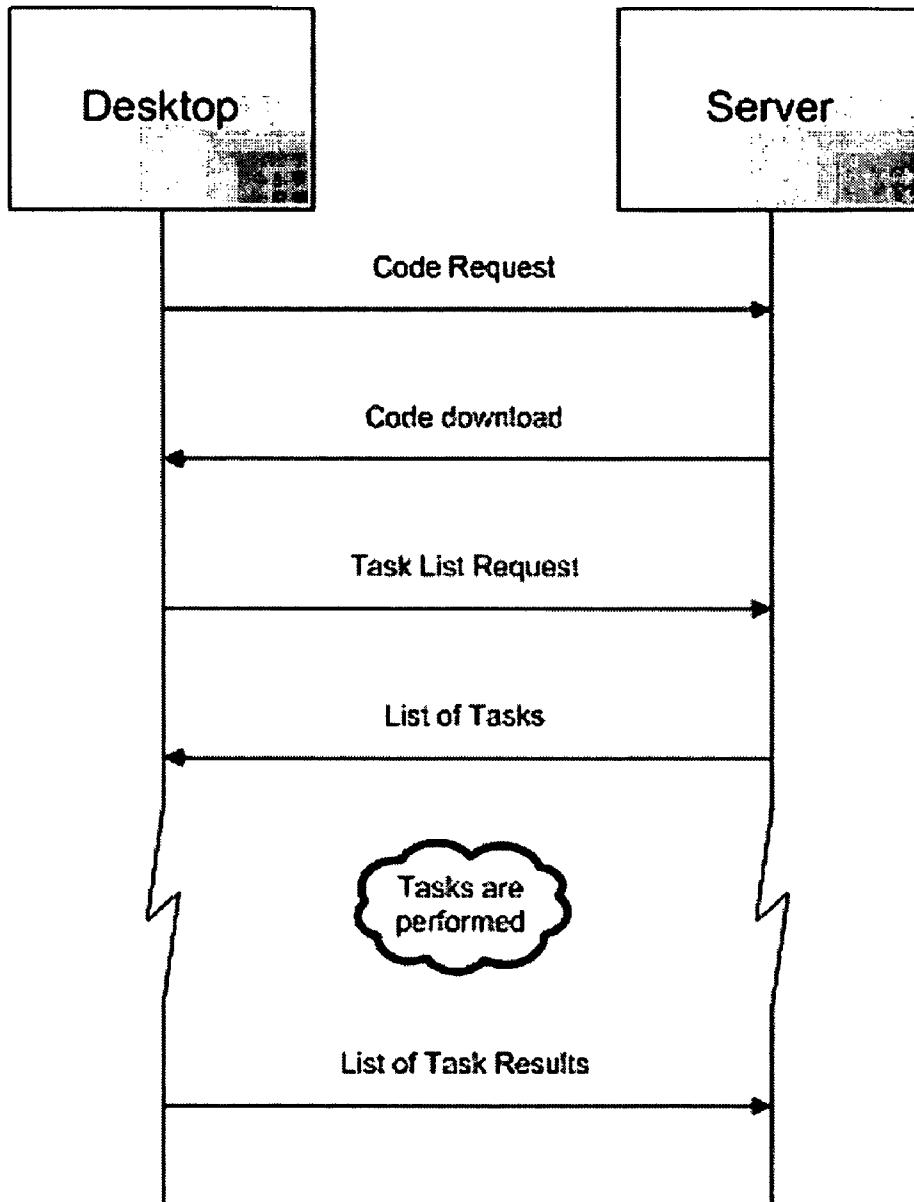 Desktop
Server
Code Request
Code download
Task List Request
List of Tasks
Tasks are
performed
List of Task Results